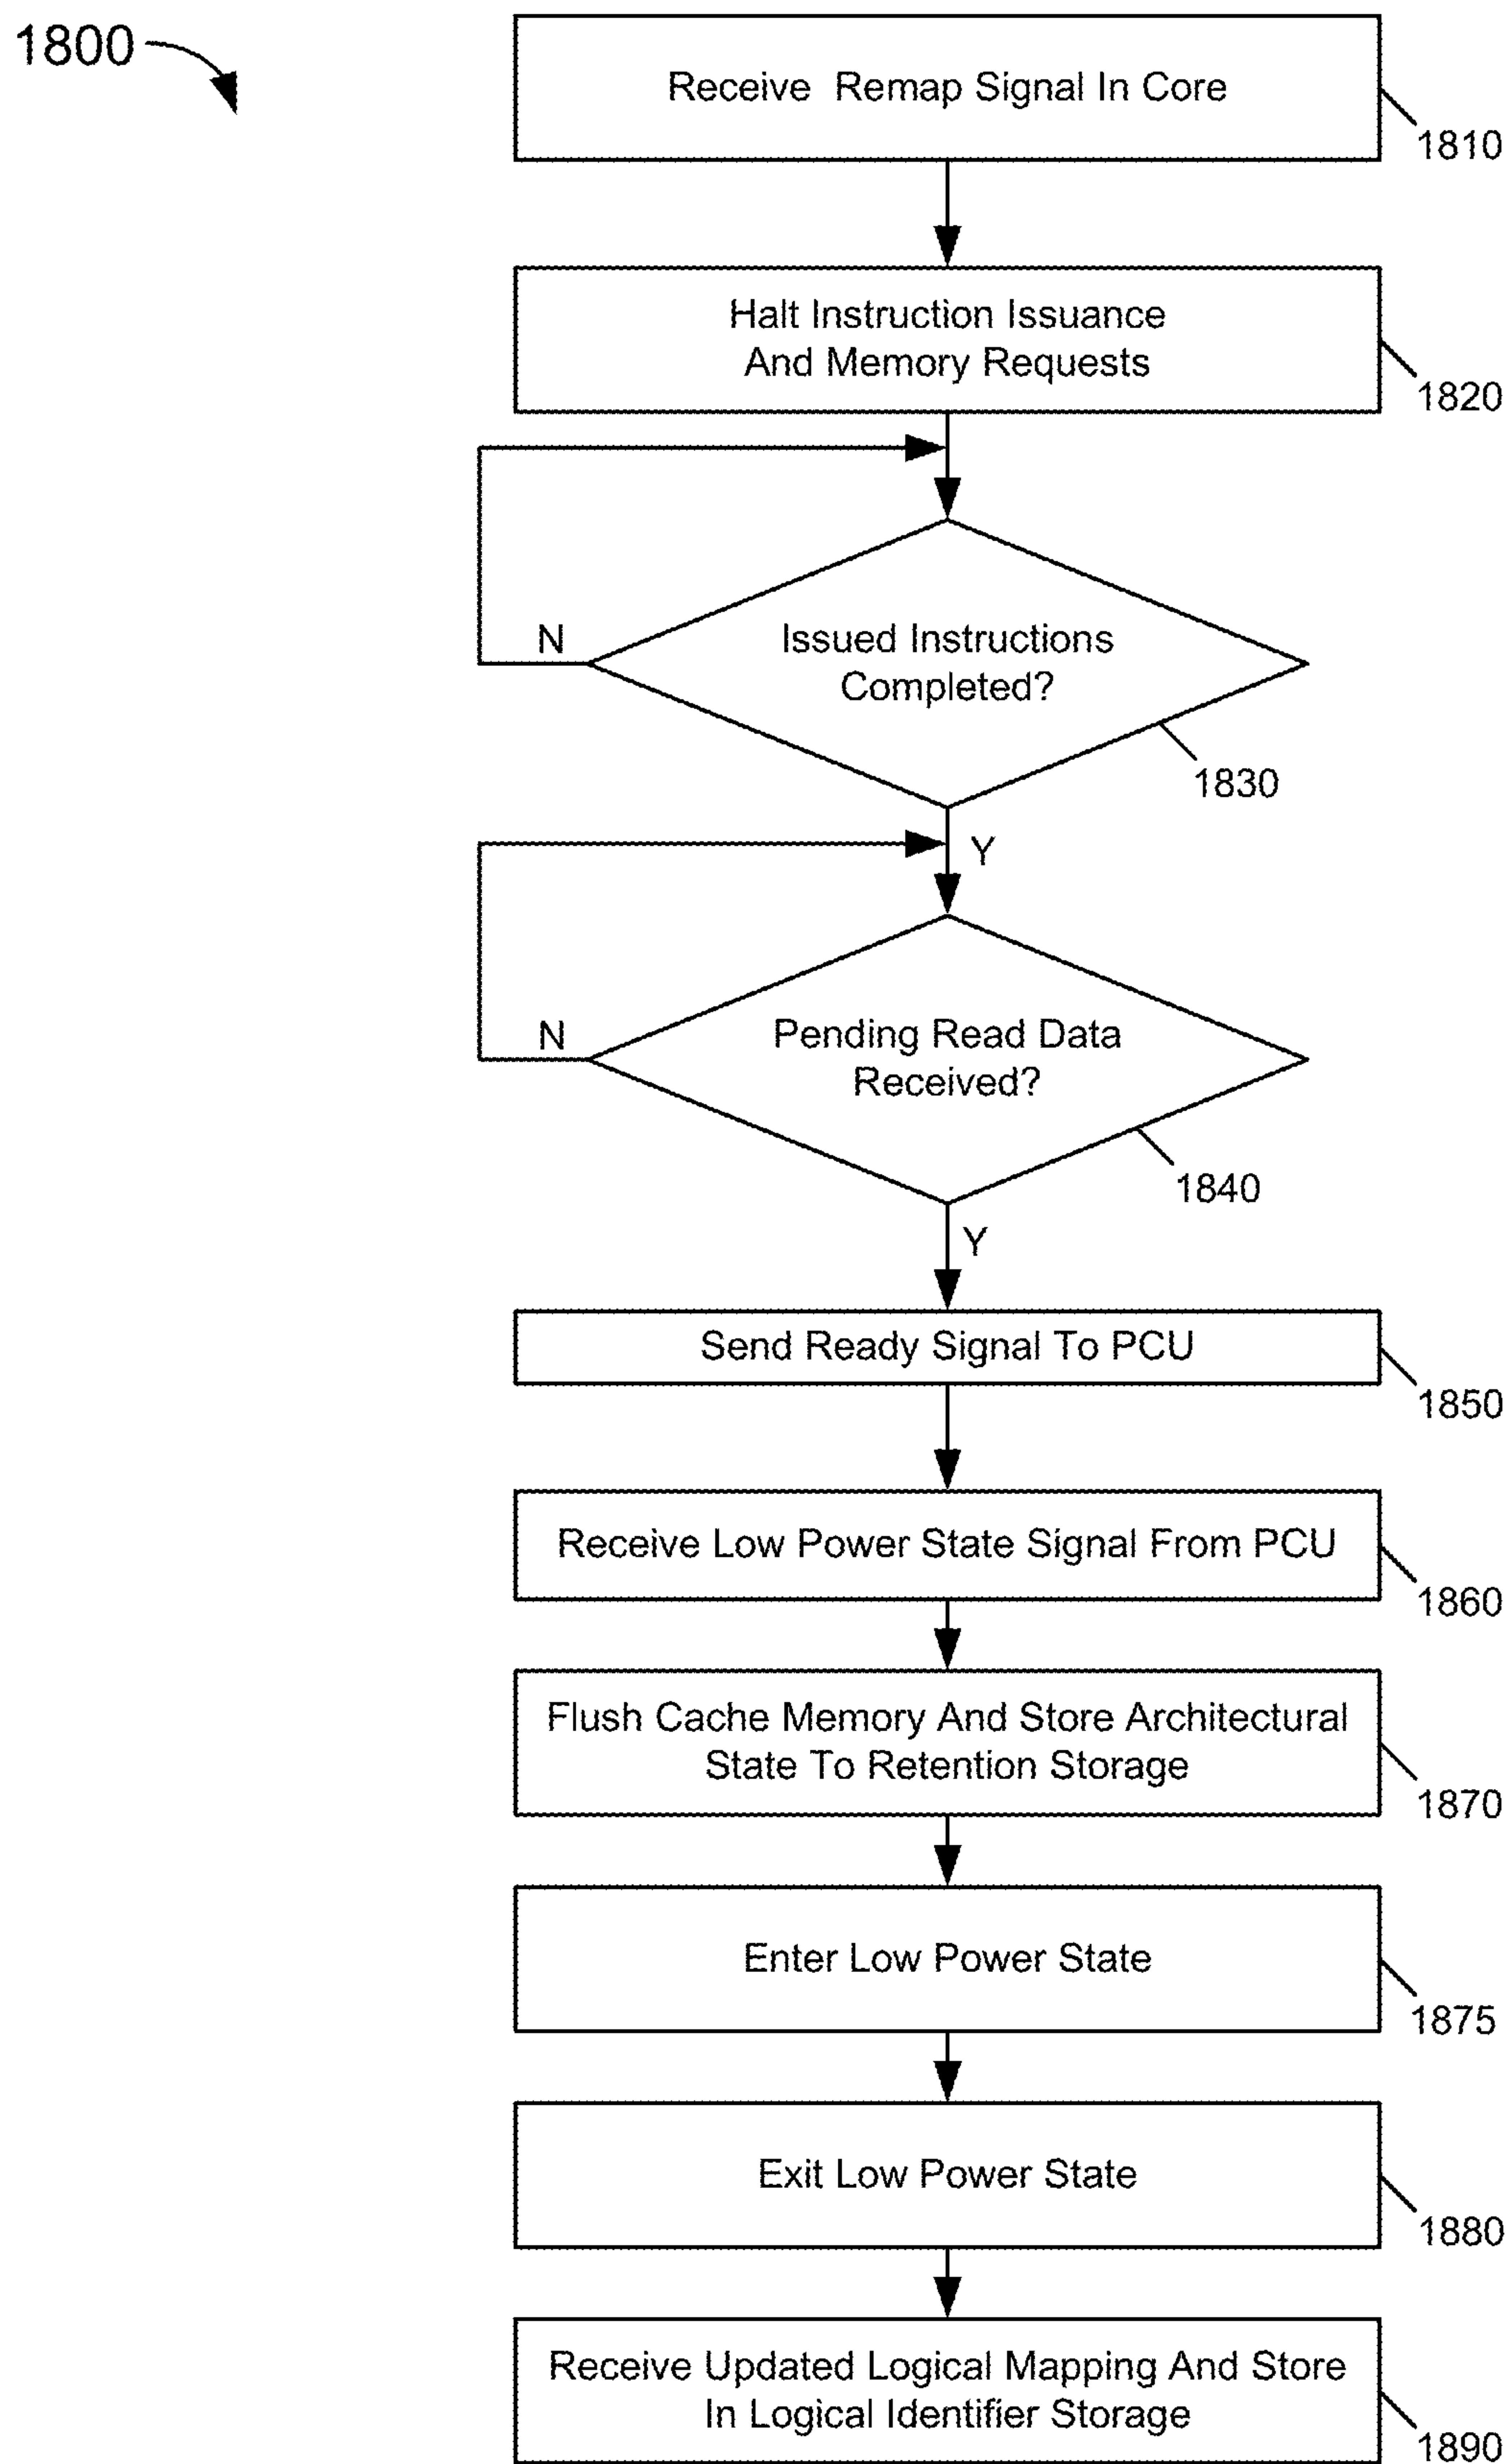 1800
Receive Remap Signal In Core
1810
Halt Instruction Issuance
And Memory Requests
1820
N
Issued Instructions
Completed?
1830
Y
N
Pending Read Data
Received?
1840
Y
Send Ready Signal To PCU
1850
Receive Low Power State Signal From PCU
1860
Flush Cache Memory And Store Architectural
State To Retention Storage
1870
Enter Low Power State
1875
Exit Low Power State
1880
Receive Updated Logical Mapping And Store
In Logical Identifier Storage
1890